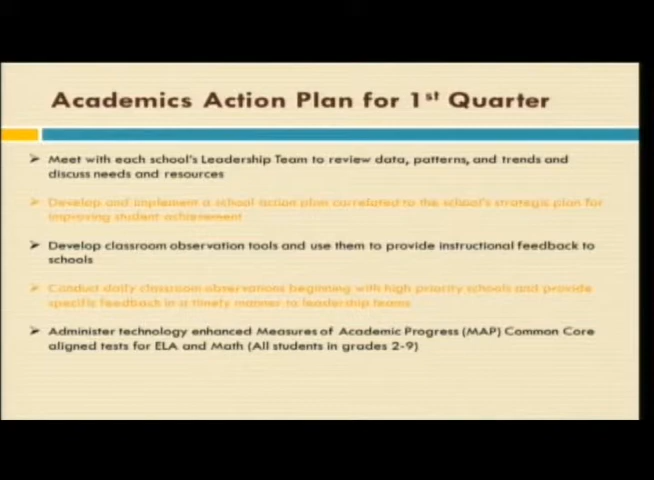 Academics Action Plan for 1st Quarter
Meet with each school's Leadership Team to review data, patterns, and trends and
discuss needs and resources
Develop and implement a school action plan correlated to the school's strategic plan for
improving student achievement
Develop classroom observation tools and use them to provide instructional feedback to
schools
Conduct daily classroom observations beginning with high priority schools and provide
specific feedback in a timely manner to leadership teams
Administer technology enhanced Measures of Academic Progress (MAP) Common Core
aligned tests for ELA and Math (All students in grades 2-9)